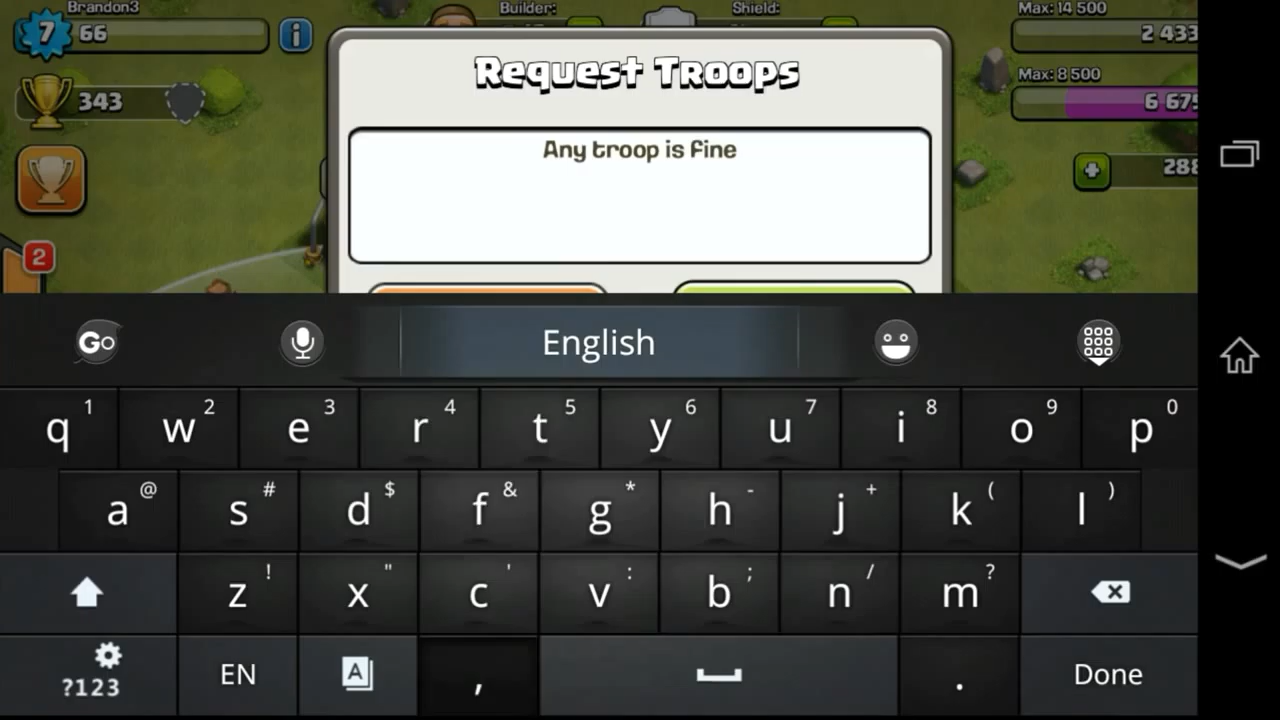 Brandon3
7
66
i
Builder:
Shield:
Max: 14 500
2 433
Max: 8 500
6 675
343
288
2
Request Troops
Any troop is fine
GO
English
q 1 w 2 e 3 r 4 t 5 y 6 u 7 i 8 o 9 p 0
a @ s # d $ f & g * h - j + k ( l )
z ! x " c ' v : b ; n / m ?
?123 EN A , . Done